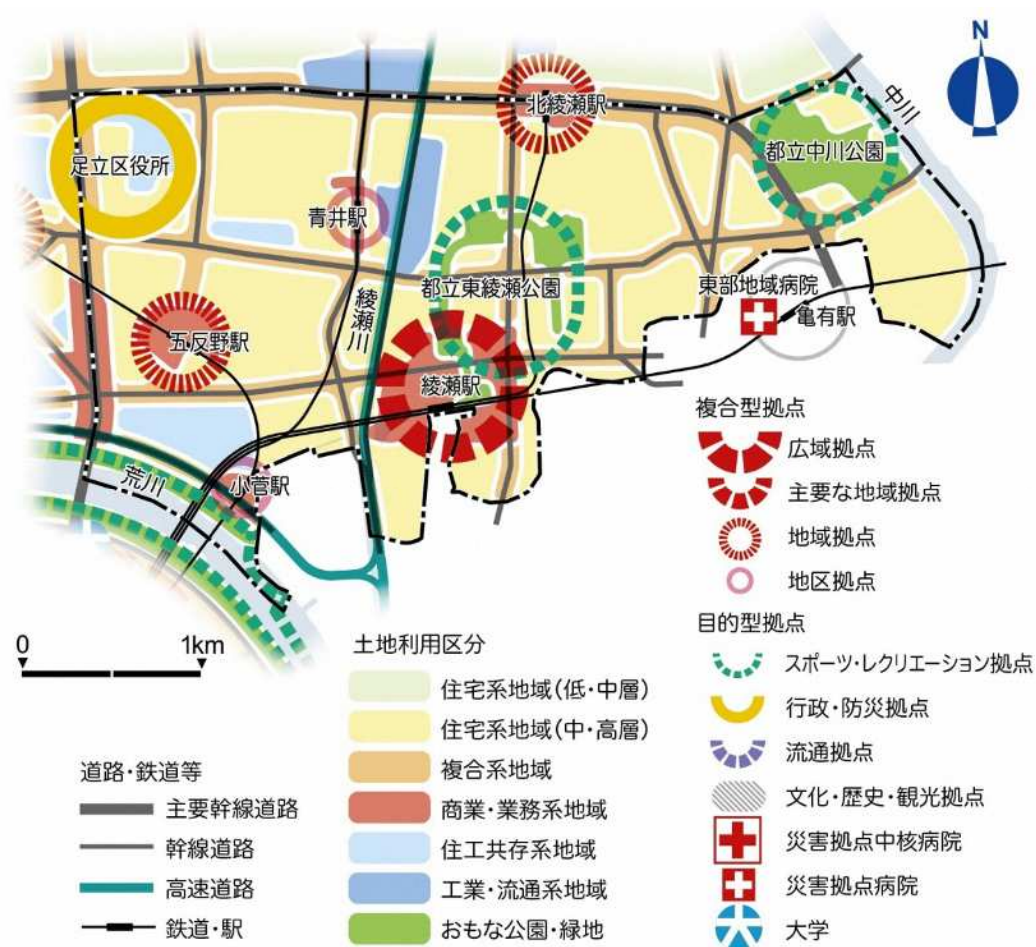 N
中川
北綾瀬駅
足立区役所
都立中川公園
青井駅
綾瀬川
都立東綾瀬公園
東部地域病院
亀有駅
五反野駅
綾瀬駅
荒川
小菅駅
0 1km
複合型拠点
広域拠点
主要な地域拠点
地域拠点
地区拠点
目的型拠点
スポーツ・レクリエーション拠点
行政・防災拠点
流通拠点
文化・歴史・観光拠点
災害拠点中核病院
災害拠点病院
大学
土地利用区分
住宅系地域(低・中層)
住宅系地域(中・高層)
複合系地域
商業・業務系地域
住工共存系地域
工業・流通系地域
おもな公園・緑地
道路・鉄道等
主要幹線道路
幹線道路
高速道路
鉄道・駅